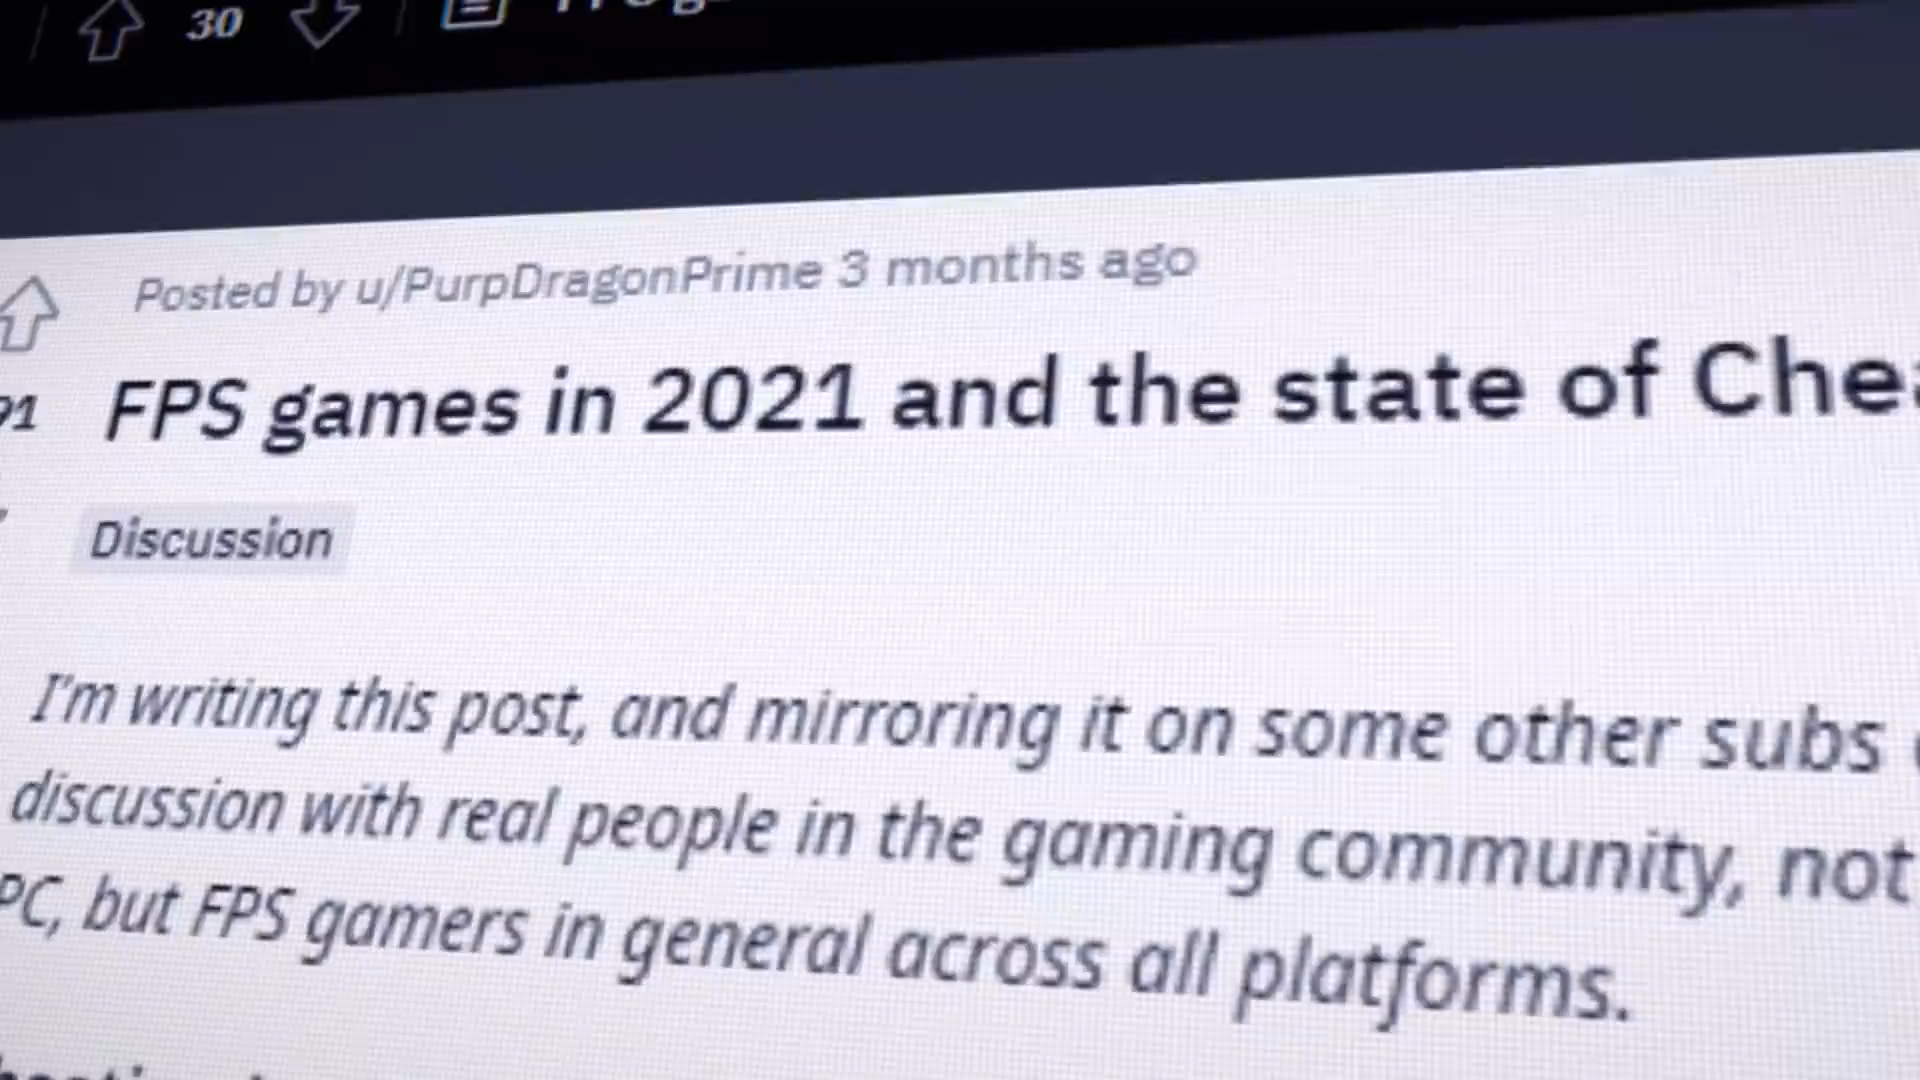 30
Posted by u/PurpDragonPrime 3 months ago
FPS games in 2021 and the state of
Discussion
I'm writing this post, and mirroring it on some other subs
discussion with real people in the gaming community, not
PC, but FPS gamers in general across all platforms.